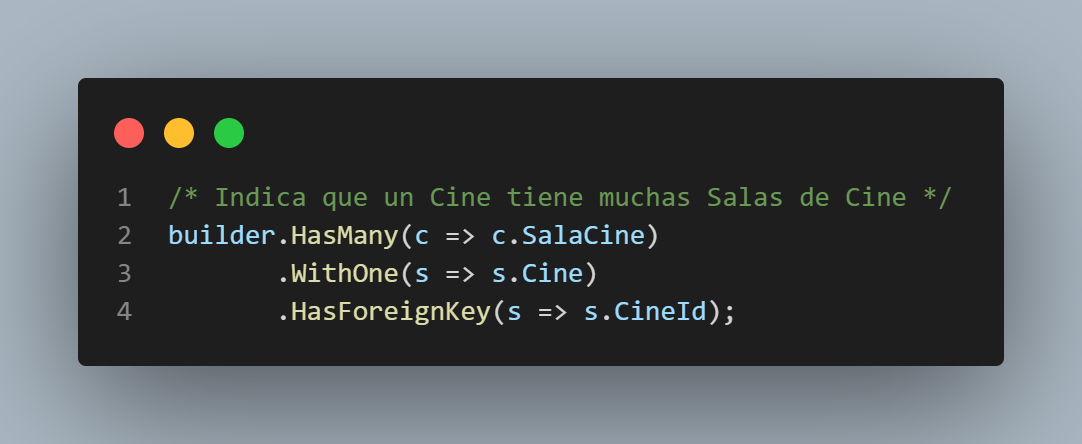 1 /* Indica que un Cine tiene muchas Salas de Cine */
2 builder.HasMany(c => c.SalaCine)
3 .WithOne(s => s.Cine)
4 .HasForeignKey(s => s.CineId);